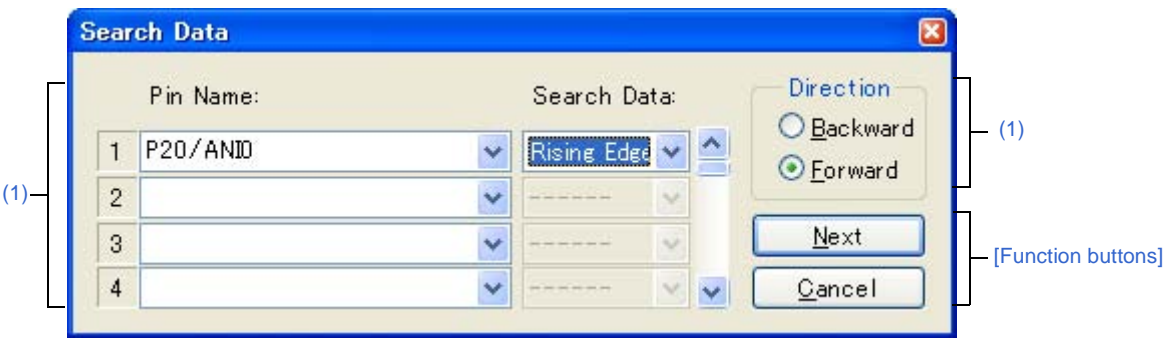 Search Data
Pin Name: Search Data: Direction
1 P20/ANI0 Rising Edge Backward
(1)
2 ------ Forward
(1)
3 ------ Next
[Function buttons]
4 ------ Cancel